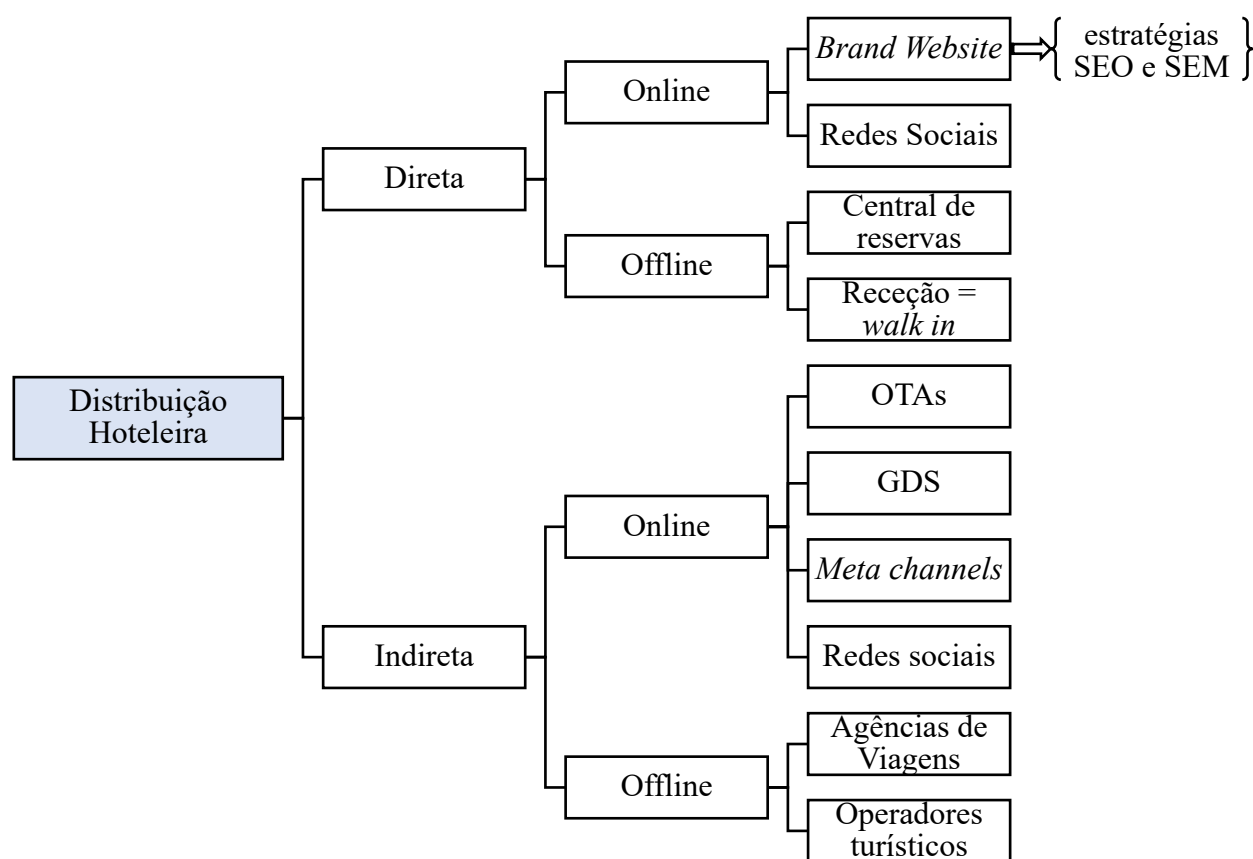 Brand Website
estratégias
SEO e SEM
Online
Redes Sociais
Direta
Central de
reservas
Offline
Receção =
walk in
Distribuição
Hoteleira
OTAs
GDS
Online
Meta channels
Indireta
Redes sociais
Agências de
Viagens
Offline
Operadores
turísticos